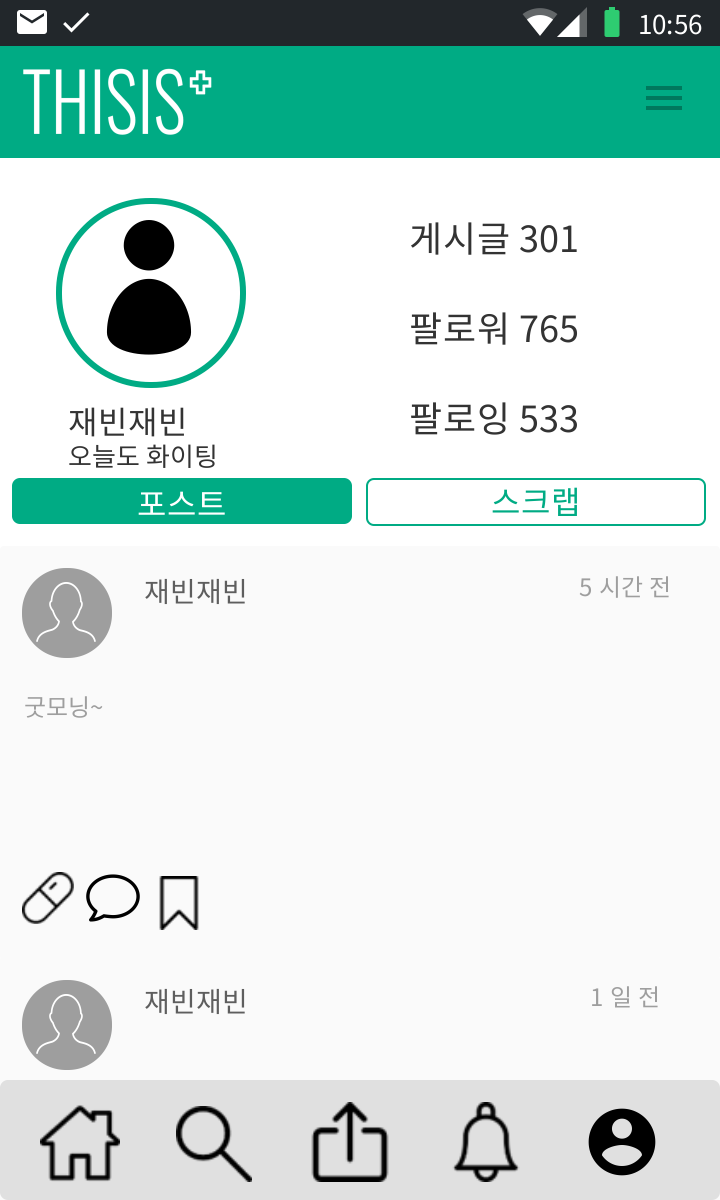 10:56
THISIS
게시글 301
팔로워 765
팔로잉 533
재빈재빈
오늘도 화이팅
포스트
스크랩
재빈재빈
5 시간 전
굿모닝~
재빈재빈
1 일 전